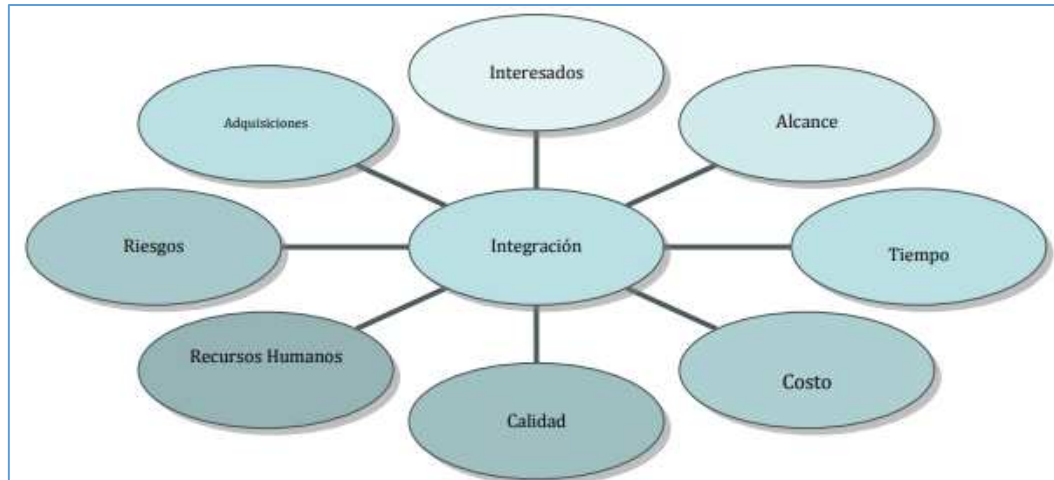 Interesados
Adquisiciones
Alcance
Riesgos
Integración
Tiempo
Recursos Humanos
Costo
Calidad